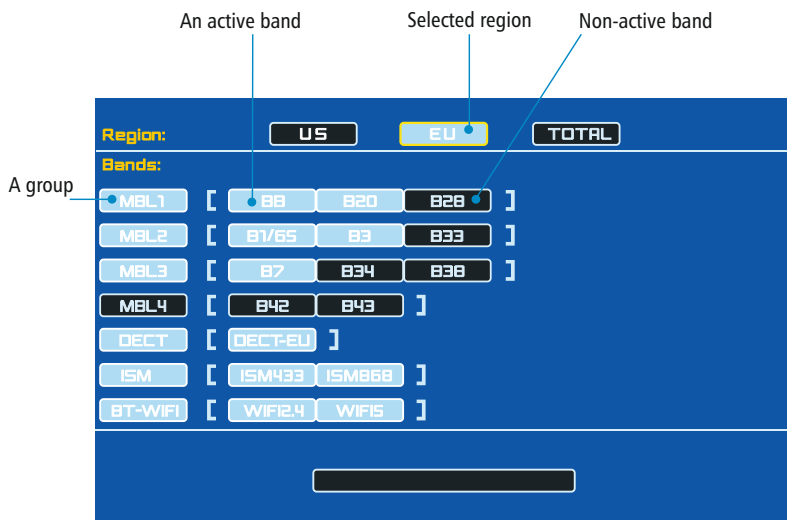 An active band Selected region Non-active band
Region: US EU TOTAL
Bands:
A group
MBL1 [ B8 B20 B28 ]
MBL2 [ B1/65 B3 B33 ]
MBL3 [ B7 B34 B38 ]
MBL4 [ B42 B43 ]
DECT [ DECT-EU ]
ISM [ ISM433 ISM868 ]
BT-WIFI [ WIFI2.4 WIFI5 ]